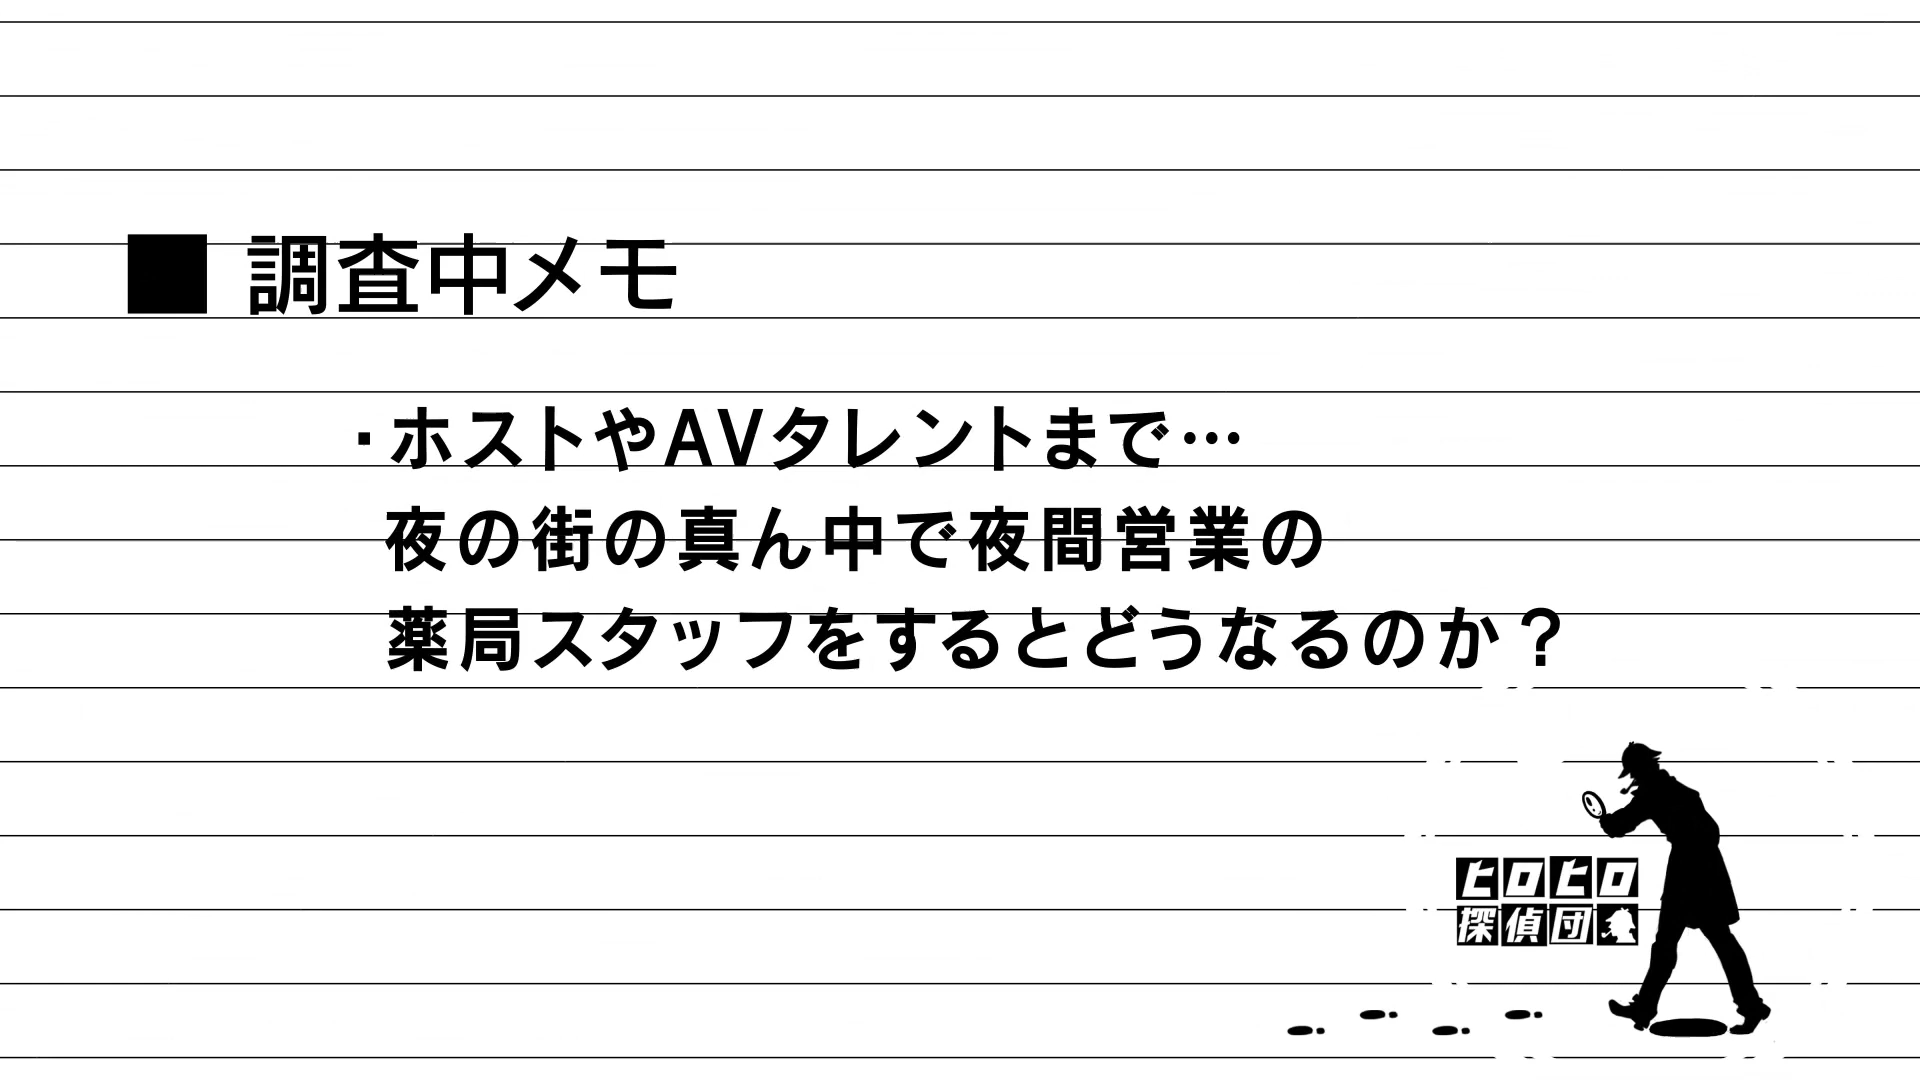 ■ 調査中メモ
・ホストやAVタレントまで…
夜の街の真ん中で夜間営業の
薬局スタッフをするとどうなるのか？
ヒロヒロ
探偵団